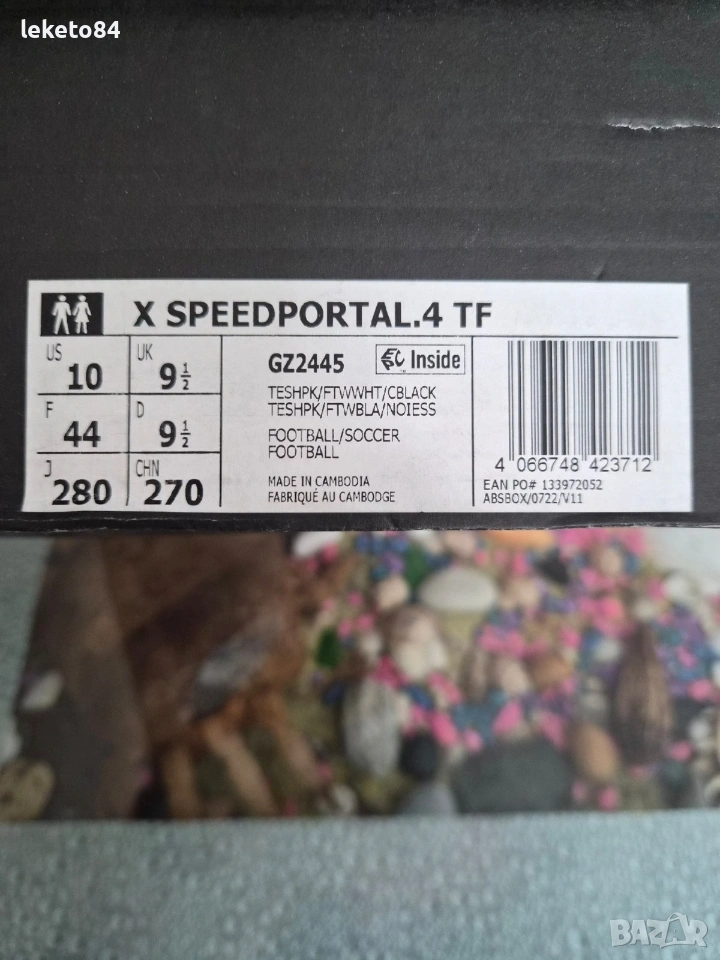 leketo84
X SPEEDPORTAL.4 TF
US 10 UK 9 1/2
F 44 D 9 1/2
J 280 CHN 270
GZ2445 Inside
TESHPK/FTWWHT/CBLACK
TESHPK/FTWBLA/NOIESS
FOOTBALL/SOCCER
FOOTBALL
MADE IN CAMBODIA
FABRIQUÉ AU CAMBODGE
4 066748 423712
EAN PO# 133972052
ABSBOX/0722/V11
BAZAR